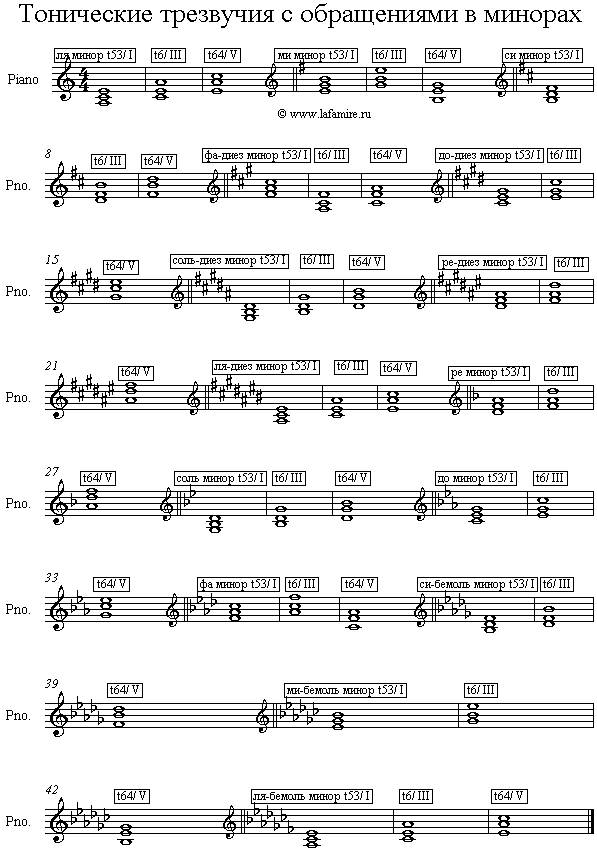 Тонические трезвучия с обращениями в минорах
ля минор t53/ I t6/ III t64/ V ми минор t53/ I t6/ III t64/ V си минор t53/ I
Piano
© www.lafamire.ru
8 t6/ III t64/ V фа-диез минор t53/ I t6/ III t64/ V до-диез минор t53/ I t6/ III
Pno.
15 t64/ V соль-диез минор t53/ I t6/ III t64/ V ре-диез минор t53/ I t6/ III
Pno.
21 t64/ V ля-диез минор t53/ I t6/ III t64/ V ре минор t53/ I t6/ III
Pno.
27 t64/ V соль минор t53/ I t6/ III t64/ V до минор t53/ I t6/ III
Pno.
33 t64/ V фа минор t53/ I t6/ III t64/ V си-бемоль минор t53/ I t6/ III
Pno.
39 t64/ V ми-бемоль минор t53/ I t6/ III
Pno.
42 t64/ V ля-бемоль минор t53/ I t6/ III t64/ V
Pno.